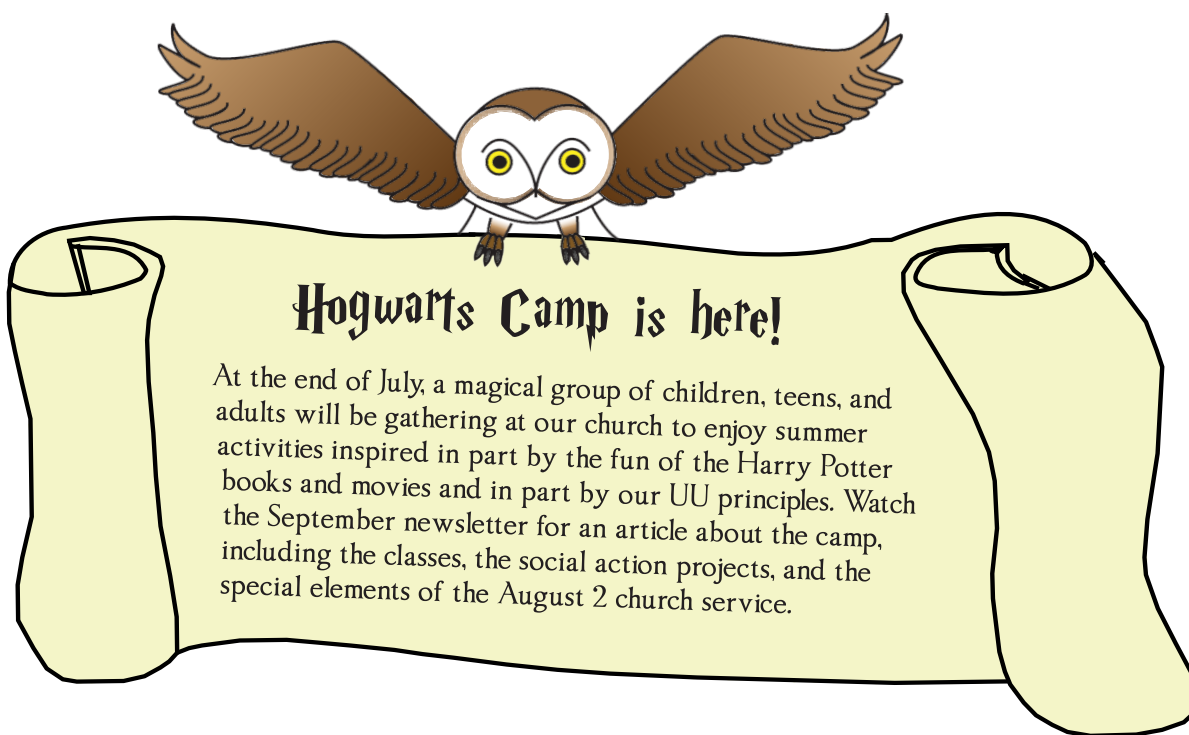 Hogwarts Camp is here!
At the end of July, a magical group of children, teens, and
adults will be gathering at our church to enjoy summer
activities inspired in part by the fun of the Harry Potter
books and movies and in part by our UU principles. Watch
the September newsletter for an article about the camp,
including the classes, the social action projects, and the
special elements of the August 2 church service.